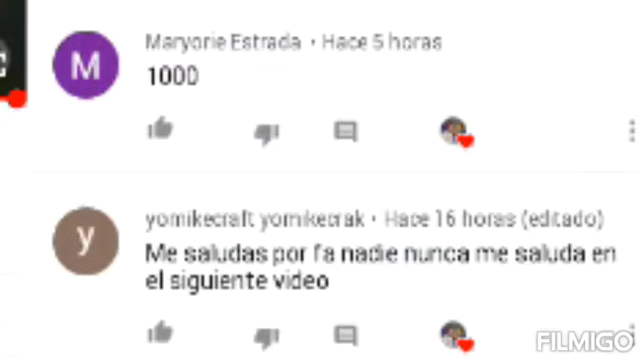 Maryorie Estrada • Hace 5 horas
1000
yomikecraft yomikecrak • Hace 16 horas (editado)
Me saludas por fa nadie nunca me saluda en
el siguiente video
FILMIGO